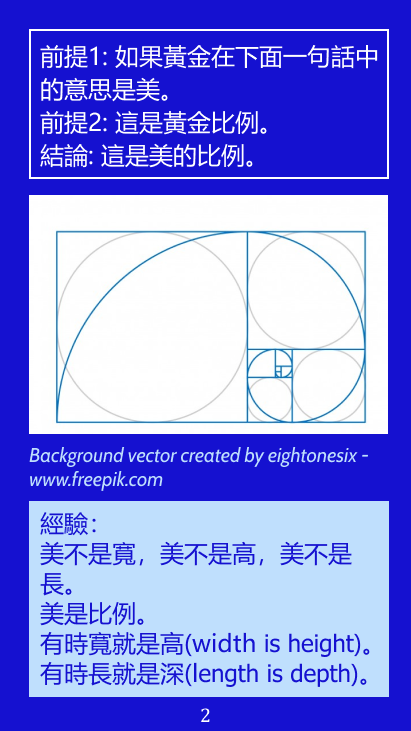 前提1: 如果黃金在下面一句話中
的意思是美。
前提2: 這是黃金比例。
結論: 這是美的比例。
Background vector created by eightonesix -
www.freepik.com
經驗：
美不是寬，美不是高，美不是
長。
美是比例。
有時寬就是高(width is height)。
有時長就是深(length is depth)。
2